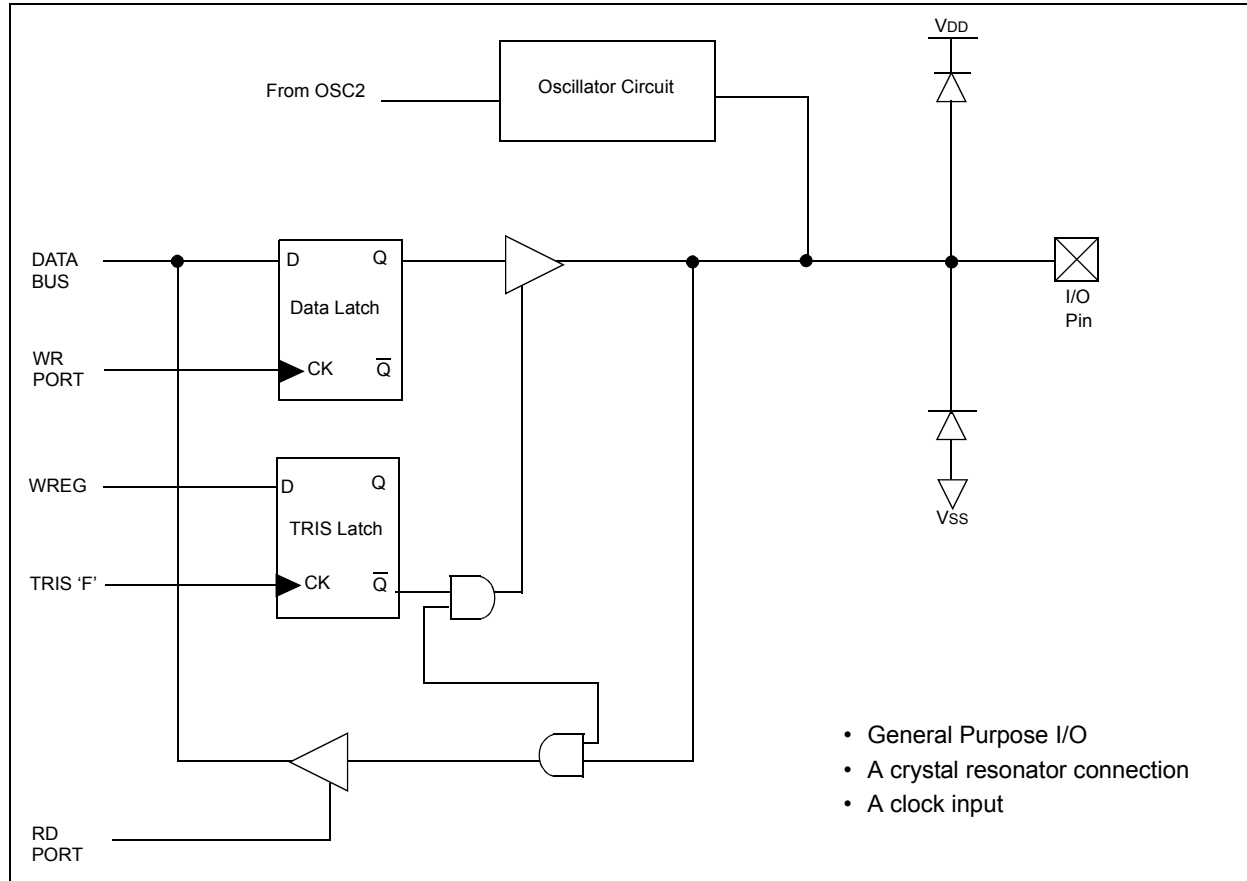 VDD
From OSC2
Oscillator Circuit
DATA
BUS
D
Q
Data Latch
I/O
Pin
WR
PORT
CK
Q̅
WREG
D
Q
TRIS Latch
VSS
TRIS ‘F’
CK
Q̅
• General Purpose I/O
• A crystal resonator connection
• A clock input
RD
PORT